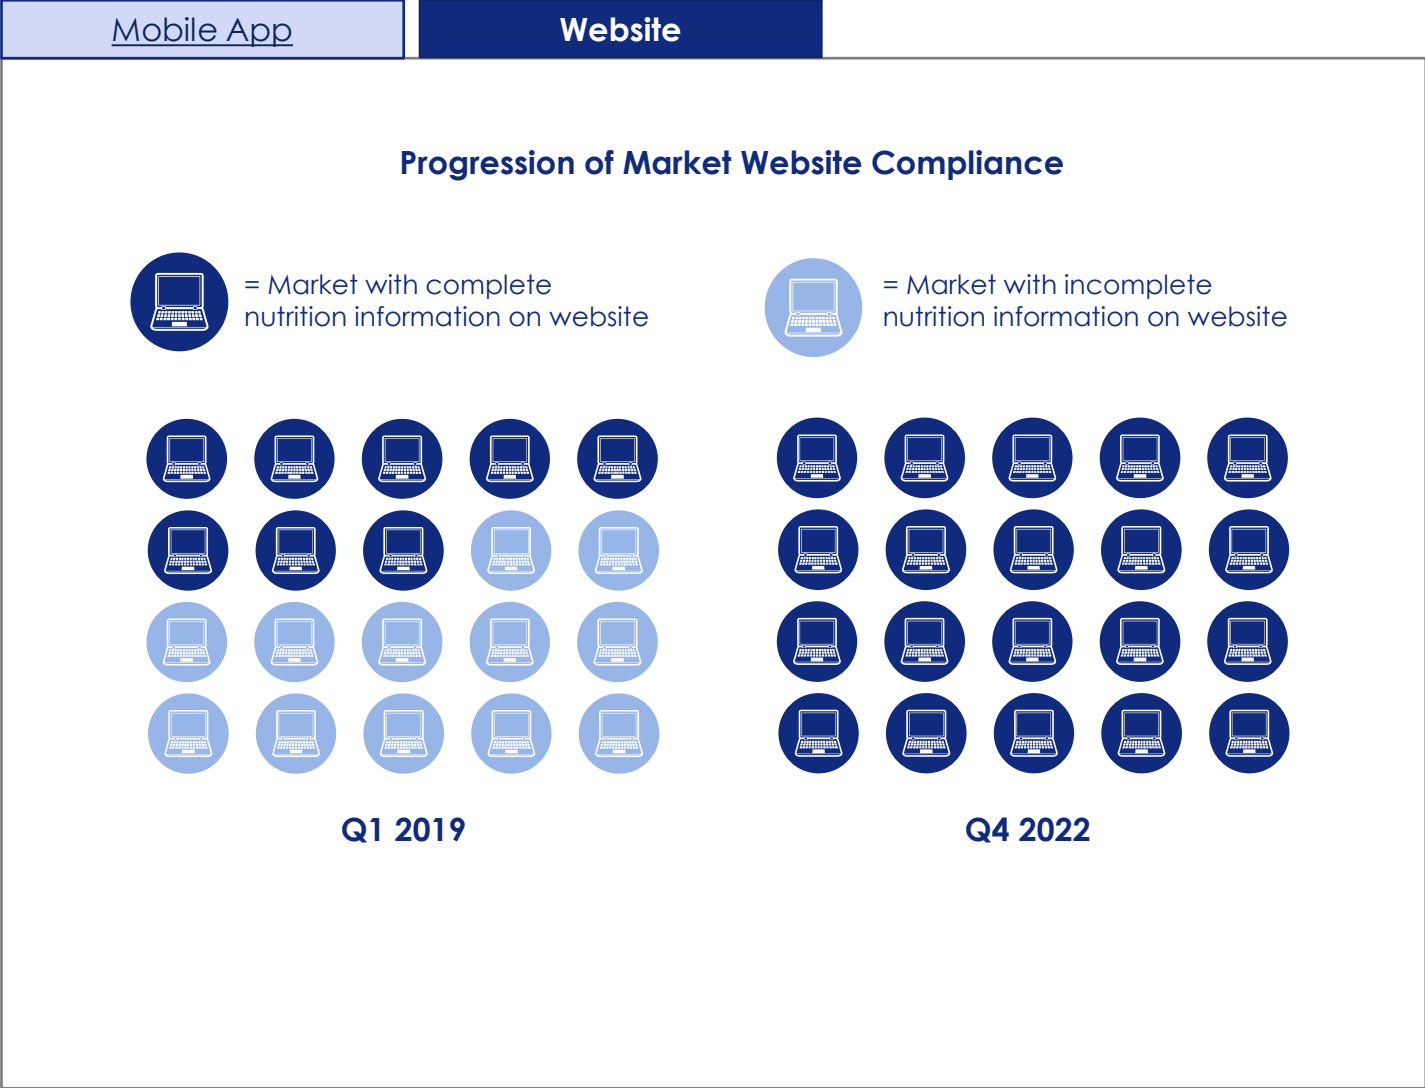 Mobile App
Website
Progression of Market Website Compliance
= Market with complete
nutrition information on website
= Market with incomplete
nutrition information on website
Q1 2019
Q4 2022